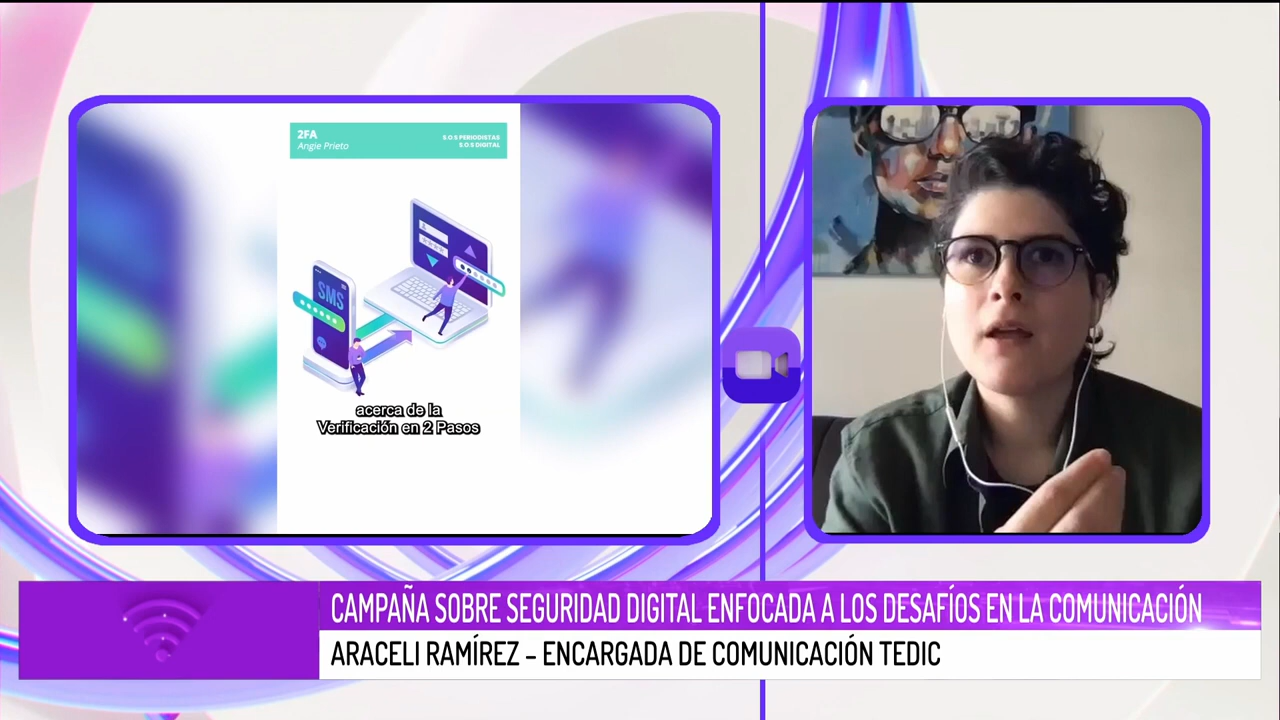 2FA
Angie Prieto
S.O.S PERIODISTAS
S.O.S DIGITAL
SMS
acerca de la
Verificación en 2 Pasos
CAMPAÑA SOBRE SEGURIDAD DIGITAL ENFOCADA A LOS DESAFÍOS EN LA COMUNICACIÓN
ARACELI RAMÍREZ – ENCARGADA DE COMUNICACIÓN TEDIC